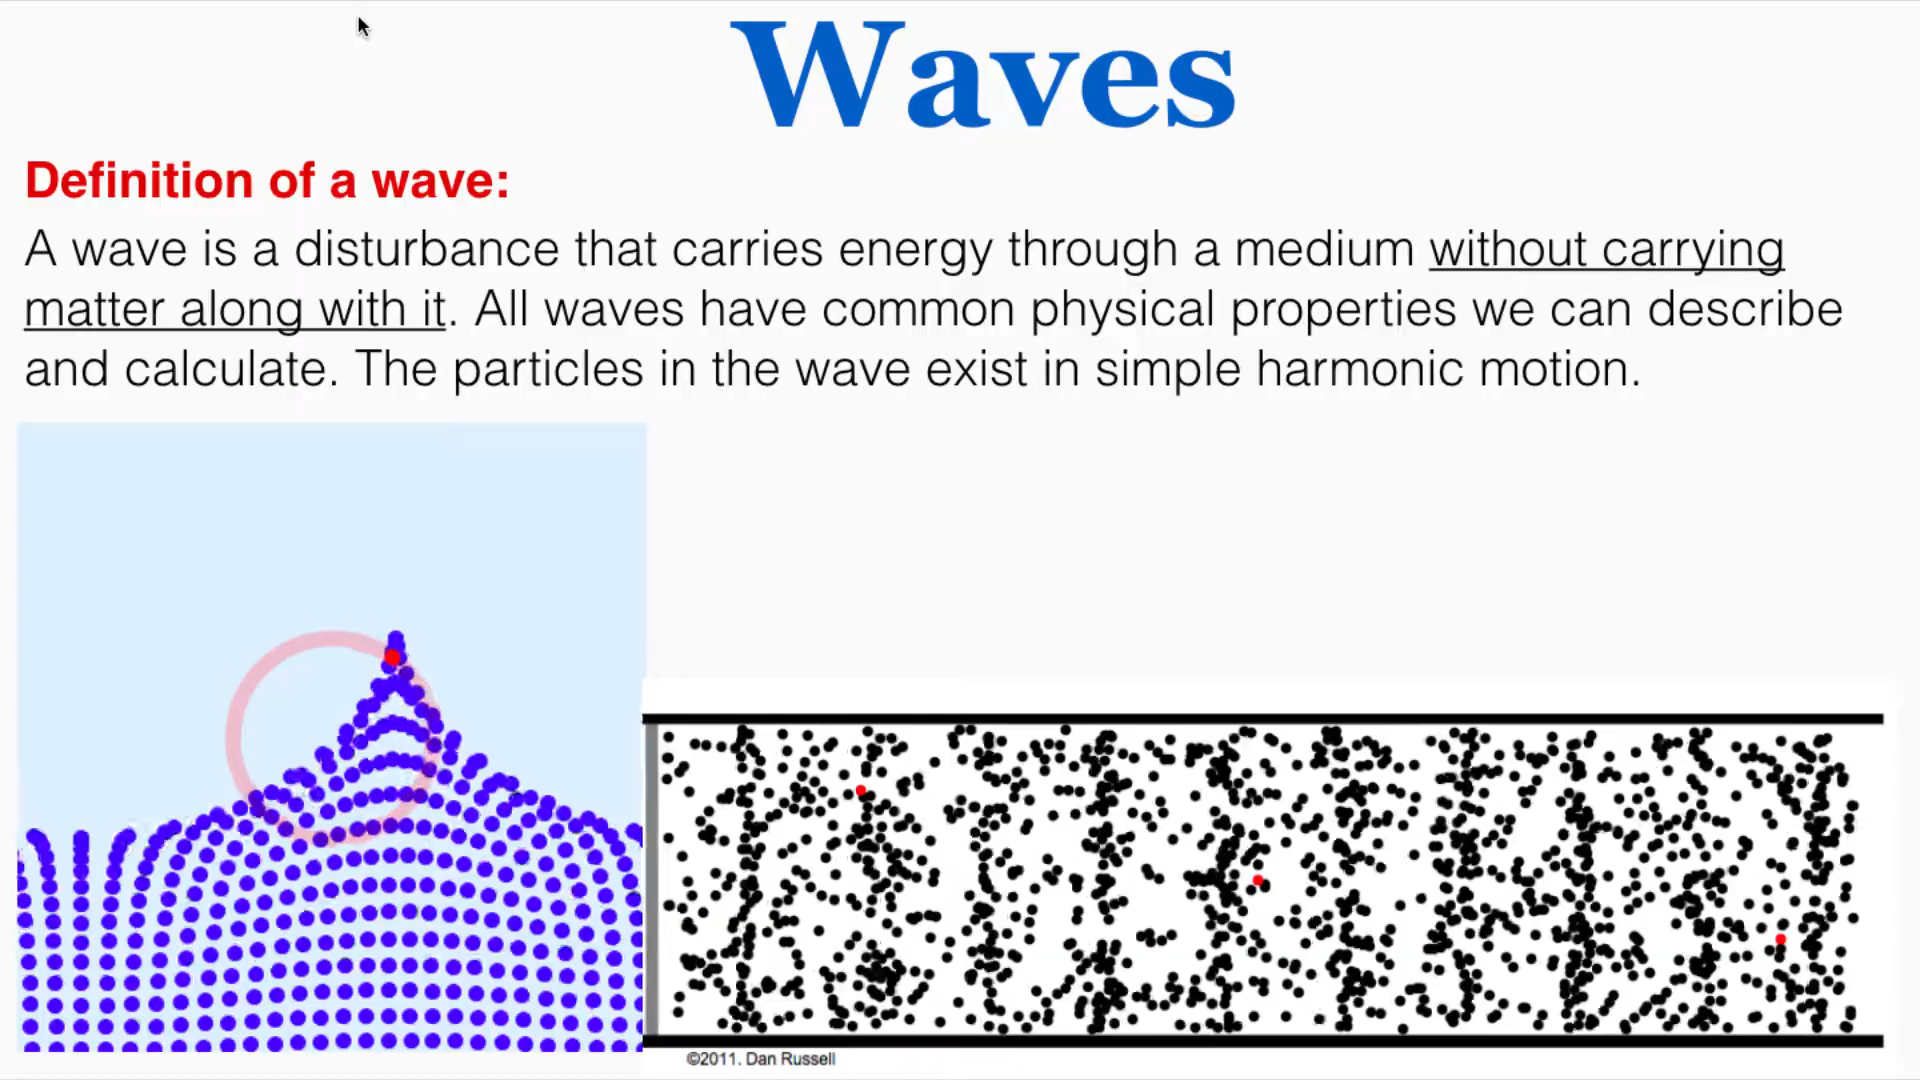 Waves
Definition of a wave:
A wave is a disturbance that carries energy through a medium without carrying
matter along with it. All waves have common physical properties we can describe
and calculate. The particles in the wave exist in simple harmonic motion.
©2011. Dan Russell